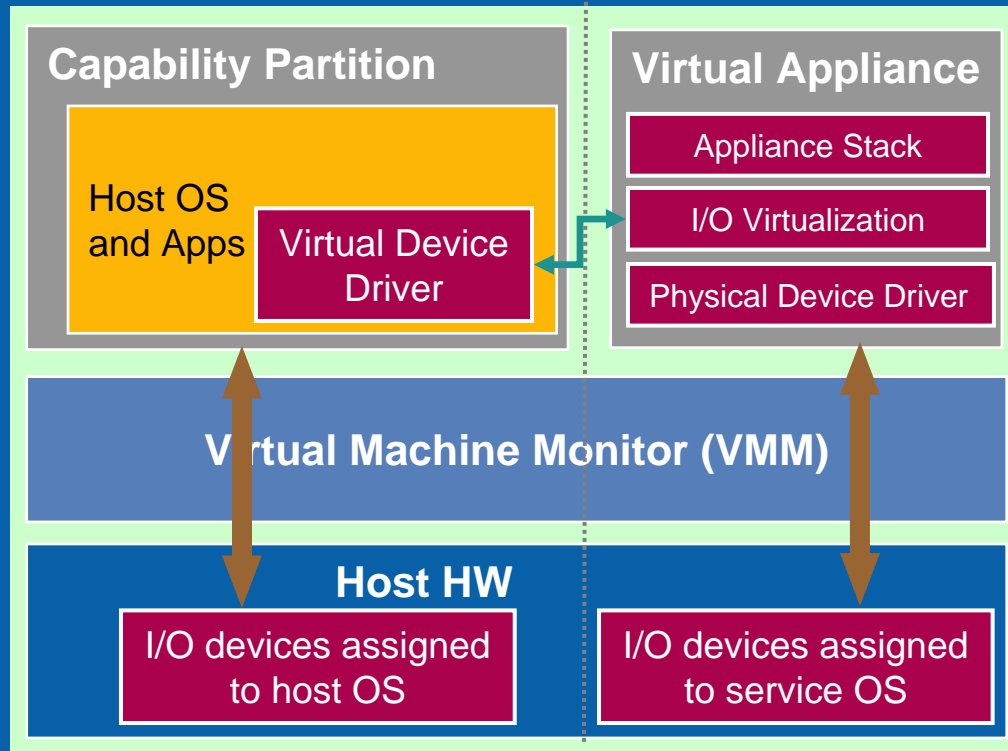 Capability Partition
Host OS
and Apps
Virtual Device
Driver
Virtual Appliance
Appliance Stack
I/O Virtualization
Physical Device Driver
Virtual Machine Monitor (VMM)
Host HW
I/O devices assigned
to host OS
I/O devices assigned
to service OS